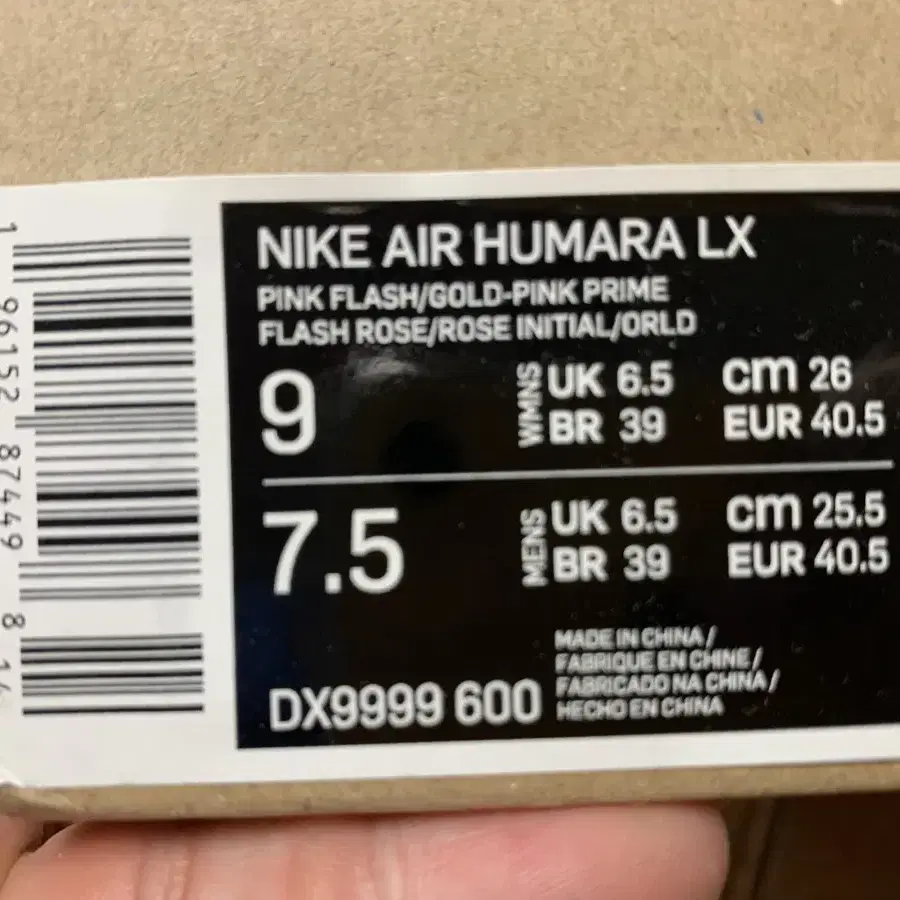 1 96152 87449 8
NIKE AIR HUMARA LX
PINK FLASH/GOLD-PINK PRIME
FLASH ROSE/ROSE INITIAL/ORLD
9 WMNS UK 6.5 cm 26
BR 39 EUR 40.5
7.5 MENS UK 6.5 cm 25.5
BR 39 EUR 40.5
MADE IN CHINA /
FABRIQUE EN CHINE /
FABRICADO NA CHINA /
HECHO EN CHINA
DX9999 600